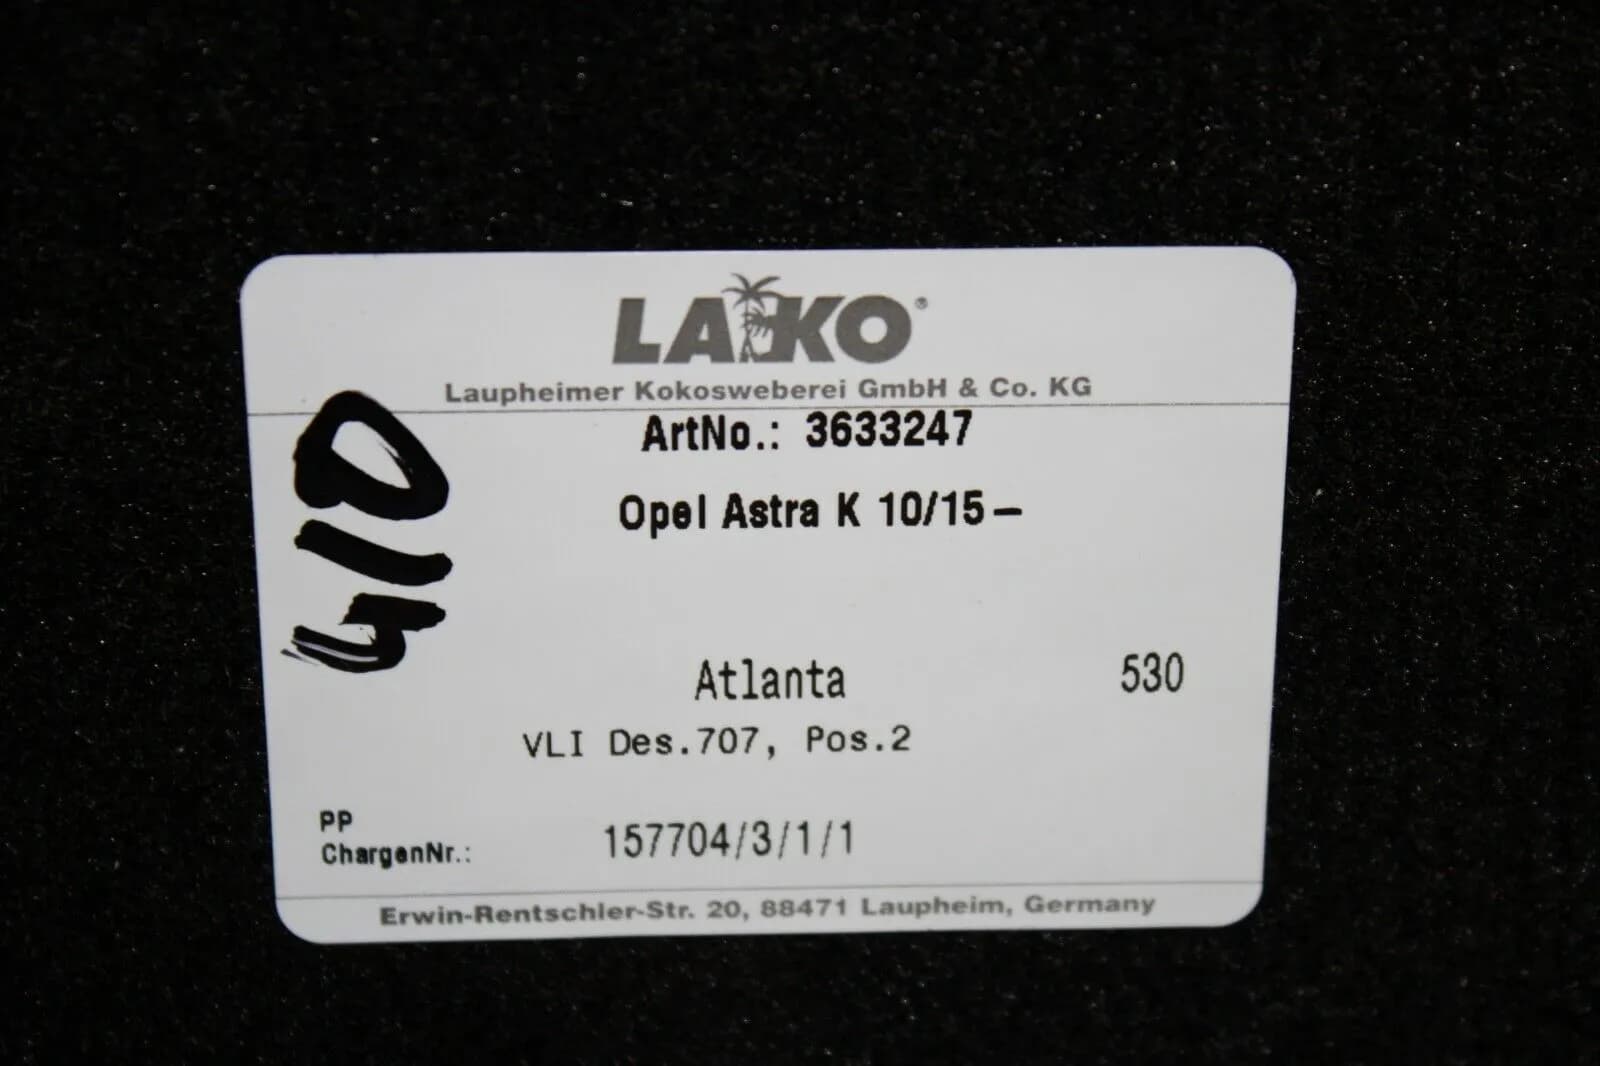 LAKO®
Laupheimer Kokosweberei GmbH & Co. KG
ArtNo.: 3633247
Opel Astra K 10/15–
410
Atlanta 530
VLI Des.707, Pos.2
PP
ChargenNr.: 157704/3/1/1
Erwin-Rentschler-Str. 20, 88471 Laupheim, Germany